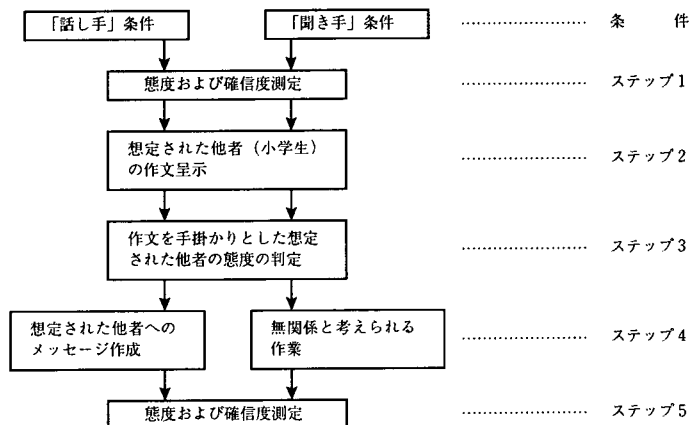 「話し手」条件 「聞き手」条件 ‥‥‥‥‥‥‥ 条 件
態度および確信度測定 ‥‥‥‥‥‥‥ ステップ1
想定された他者（小学生）
の作文呈示 ‥‥‥‥‥‥‥ ステップ2
作文を手掛かりとした想定
された他者の態度の判定 ‥‥‥‥‥‥‥ ステップ3
想定された他者への
メッセージ作成
無関係と考えられる
作業
‥‥‥‥‥‥‥ ステップ4
態度および確信度測定 ‥‥‥‥‥‥‥ ステップ5